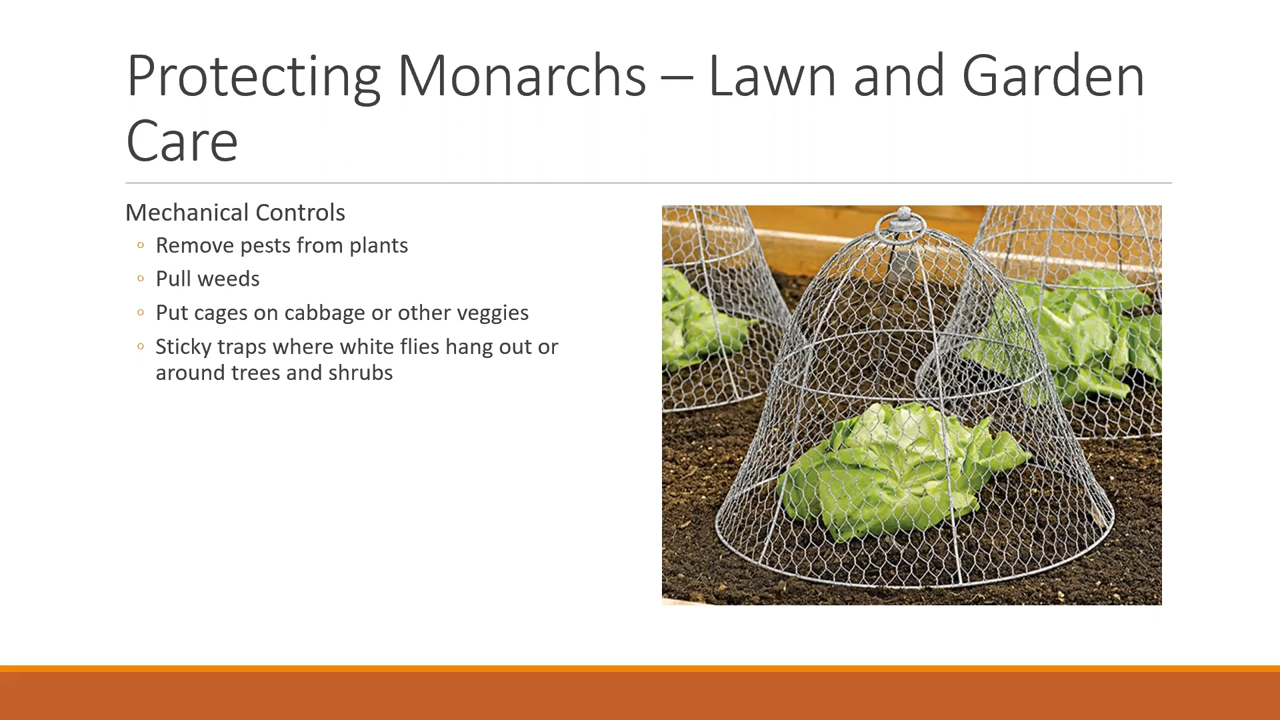 Protecting Monarchs – Lawn and Garden
Care
Mechanical Controls
◦ Remove pests from plants
◦ Pull weeds
◦ Put cages on cabbage or other veggies
◦ Sticky traps where white flies hang out or
around trees and shrubs